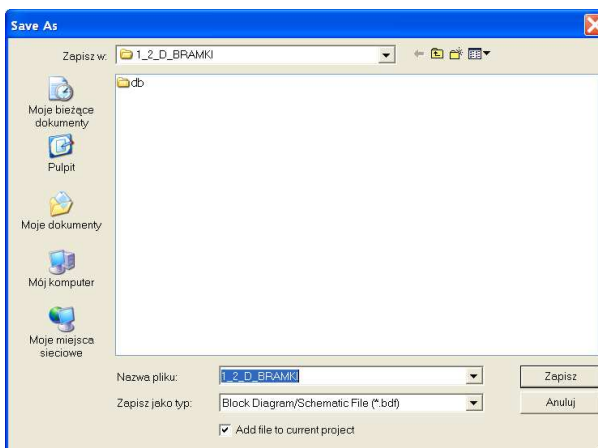 Save As
Zapisz w:
1_2_D_BRAMKI
db
Moje bieżące
dokumenty
Pulpit
Moje dokumenty
Mój komputer
Moje miejsca
sieciowe
Nazwa pliku:
1_2_D_BRAMKI
Zapisz
Zapisz jako typ:
Block Diagram/Schematic File (*.bdf)
Anuluj
Add file to current project